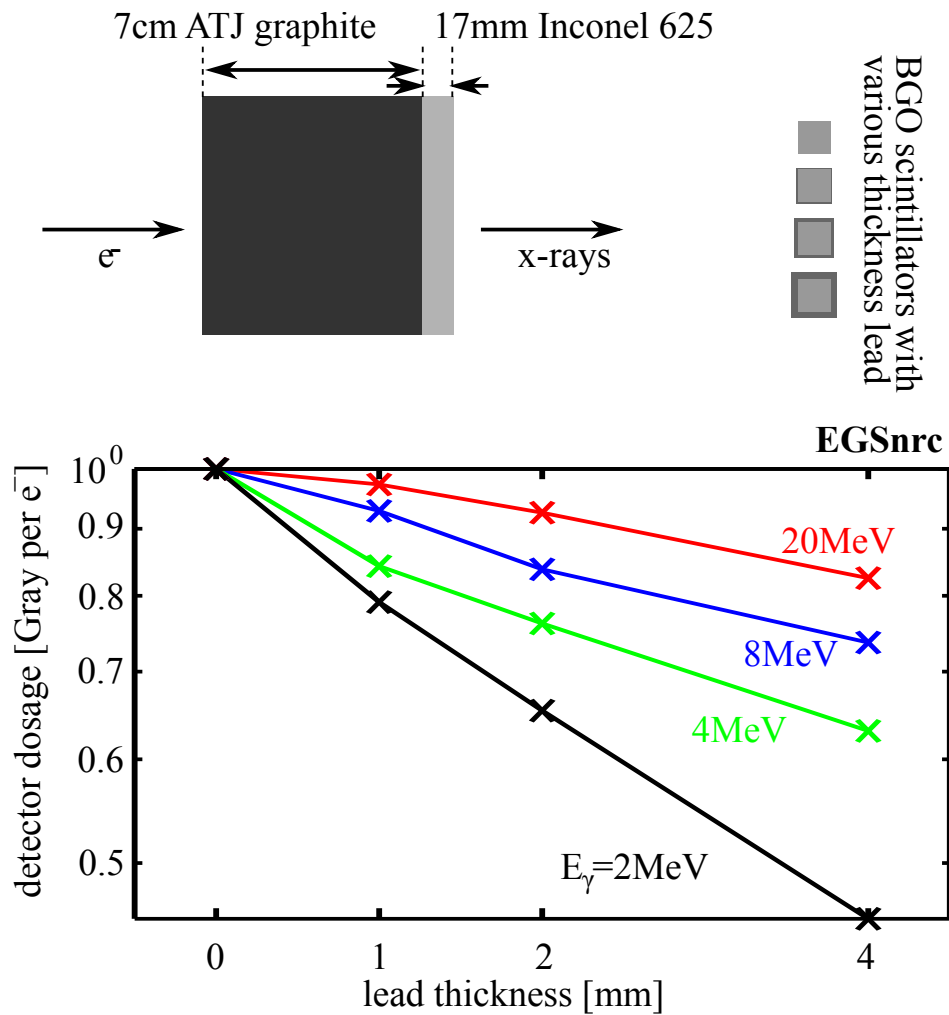 7cm ATJ graphite
17mm Inconel 625
e-
x-rays
BGO scintillators with
various thickness lead
EGSnrc
detector dosage [Gray per e−]
10^0
0.9
0.8
0.7
0.6
0.5
20MeV
8MeV
4MeV
E_γ=2MeV
0
1
2
4
lead thickness [mm]